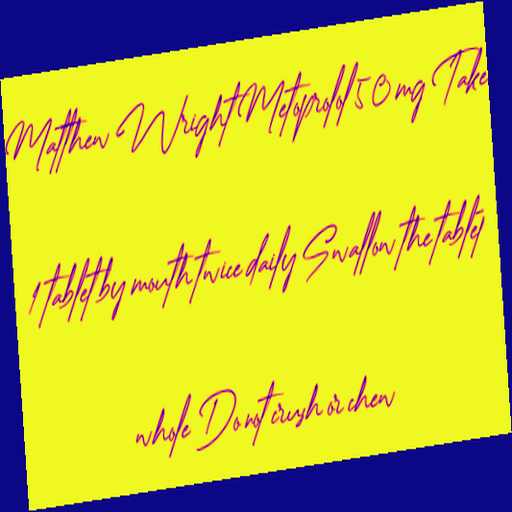 Matthew Wright Metoprolol 50 mg Take
1 tablet by mouth twice daily Swallow the tablet
whole Do not crush or chew